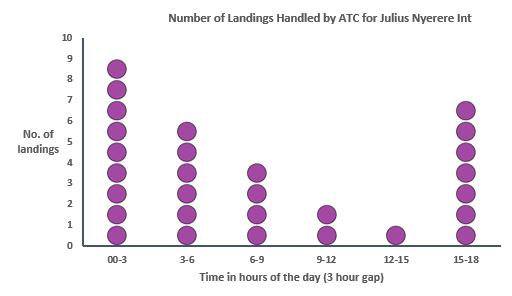 Number of Landings Handled by ATC for Julius Nyerere Int
10
9
8
7
6
5
4
3
2
1
0
No. of
landings
00-3 3-6 6-9 9-12 12-15 15-18
Time in hours of the day (3 hour gap)